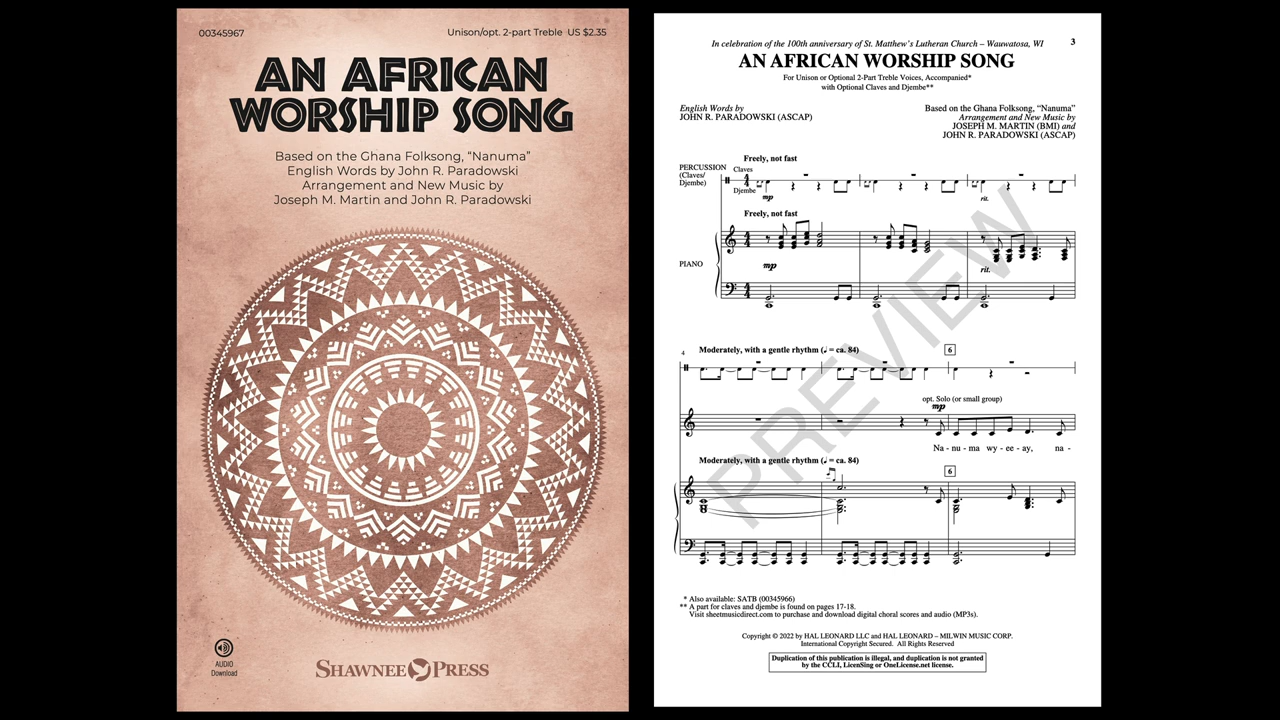 00345967
Unison/opt. 2-part Treble US $2.35
AN AFRICAN
WORSHIP SONG
Based on the Ghana Folksong, “Nanuma”
English Words by John R. Paradowski
Arrangement and New Music by
Joseph M. Martin and John R. Paradowski
AUDIO
Download
SHAWNEE PRESS
In celebration of the 100th anniversary of St. Matthew's Lutheran Church – Wauwatosa, WI
3
AN AFRICAN WORSHIP SONG
For Unison or Optional 2-Part Treble Voices, Accompanied*
with Optional Claves and Djembe**
English Words by
JOHN R. PARADOWSKI (ASCAP)
Based on the Ghana Folksong, “Nanuma”
Arrangement and New Music by
JOSEPH M. MARTIN (BMI) and
JOHN R. PARADOWSKI (ASCAP)
Freely, not fast
PERCUSSION
(Claves/
Djembe)
Claves
Djembe
mp
rit.
Freely, not fast
PIANO
mp
rit.
PREVIEW
4
Moderately, with a gentle rhythm (♩ = ca. 84)
6
opt. Solo (or small group)
mp
Na - nu - ma wy - ee - ay, na -
Moderately, with a gentle rhythm (♩ = ca. 84)
6
* Also available: SATB (00345966)
** A part for claves and djembe is found on pages 17-18.
Visit sheetmusicdirect.com to purchase and download digital choral scores and audio (MP3s).
Copyright © 2022 by HAL LEONARD LLC and HAL LEONARD – MILWIN MUSIC CORP.
International Copyright Secured. All Rights Reserved
Duplication of this publication is illegal, and duplication is not granted
by the CCLI, LicenSing or OneLicense.net license.